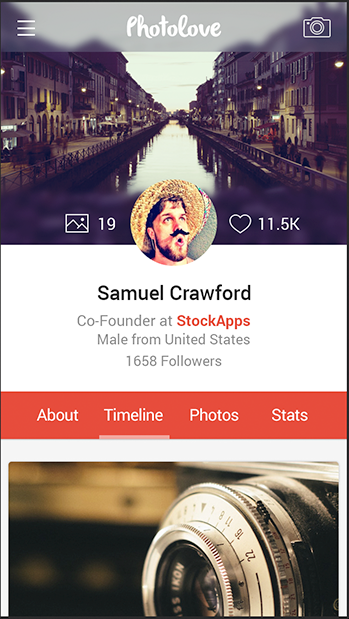 Photolove
19
11.5K
Samuel Crawford
Co-Founder at StockApps
Male from United States
1658 Followers
About Timeline Photos Stats
IKON